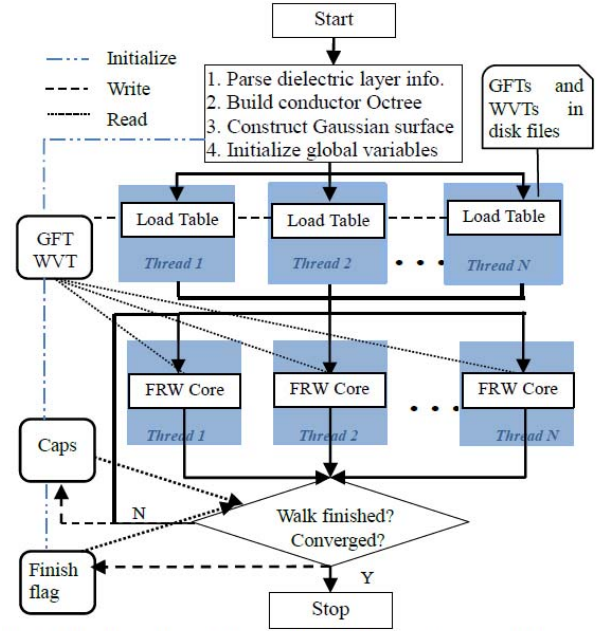 Start
Initialize
Write
Read
1. Parse dielectric layer info.
2. Build conductor Octree
3. Construct Gaussian surface
4. Initialize global variables
GFTs and
WVTs in
disk files
Load Table
Load Table
Load Table
GFT
WVT
Thread 1
Thread 2
...
Thread N
FRW Core
FRW Core
FRW Core
...
Thread 1
Thread 2
Thread N
Caps
N
Walk finished?
Converged?
Finish
flag
Y
Stop